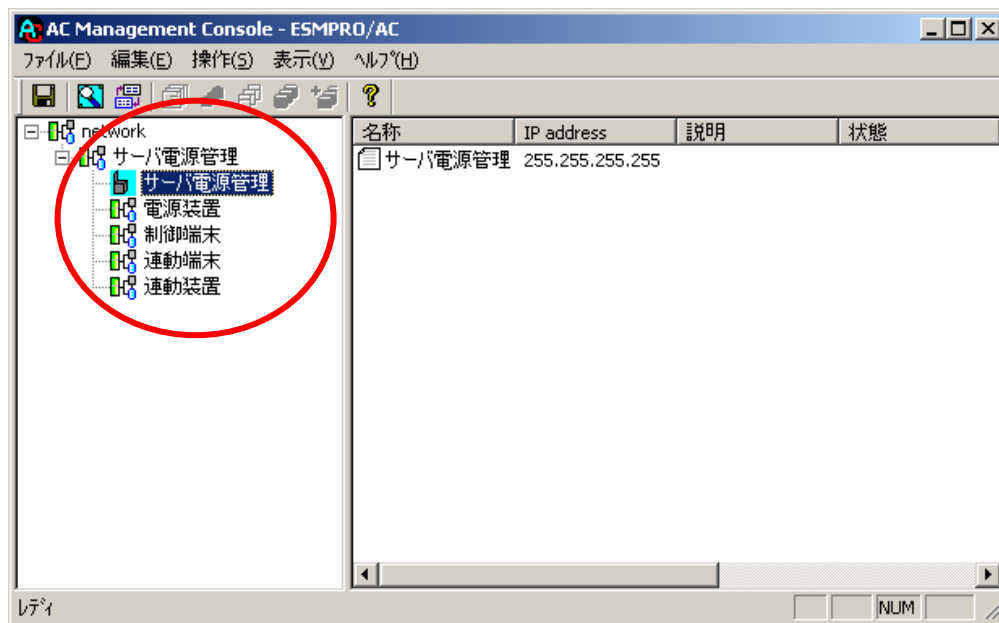 AC Management Console - ESMPRO/AC
ファイル(F) 編集(E) 操作(S) 表示(V) ヘルプ(H)
network
サーバ電源管理
サーバ電源管理
電源装置
制御端末
連動端末
連動装置
名称 IP address 説明 状態
サーバ電源管理 255.255.255.255
レディ NUM